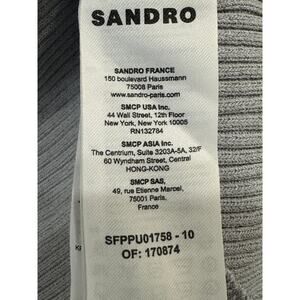 SANDRO
SANDRO FRANCE
150 boulevard Haussmann
75008 Paris
www.sandro-paris.com
SMCP USA Inc.
44 Wall Street, 12th Floor
New York, New York 10005
RN132784
SMCP ASIA Inc.
The Centrium, Suite 3203A-5A, 32/F
60 Wyndham Street, Central
HONG-KONG
SMCP SAS,
49, rue Etienne Marcel,
75001 Paris,
France
SFPPU01758 - 10
OF: 170874